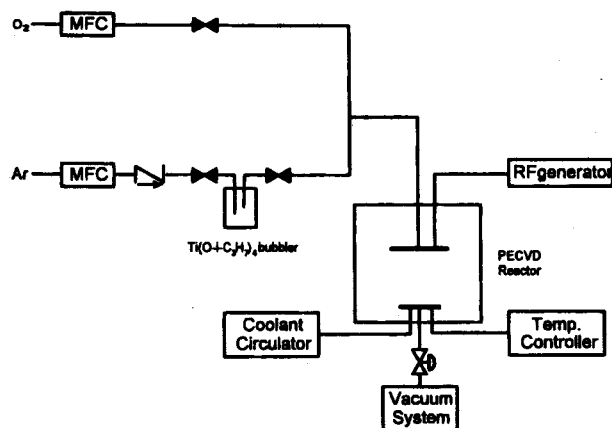 O₂ MFC
Ar MFC
Ti(O-i-C₃H₇)₄ bubbler
RFgenerator
PECVD
Reactor
Coolant
Circulator
Temp.
Controller
Vacuum
System